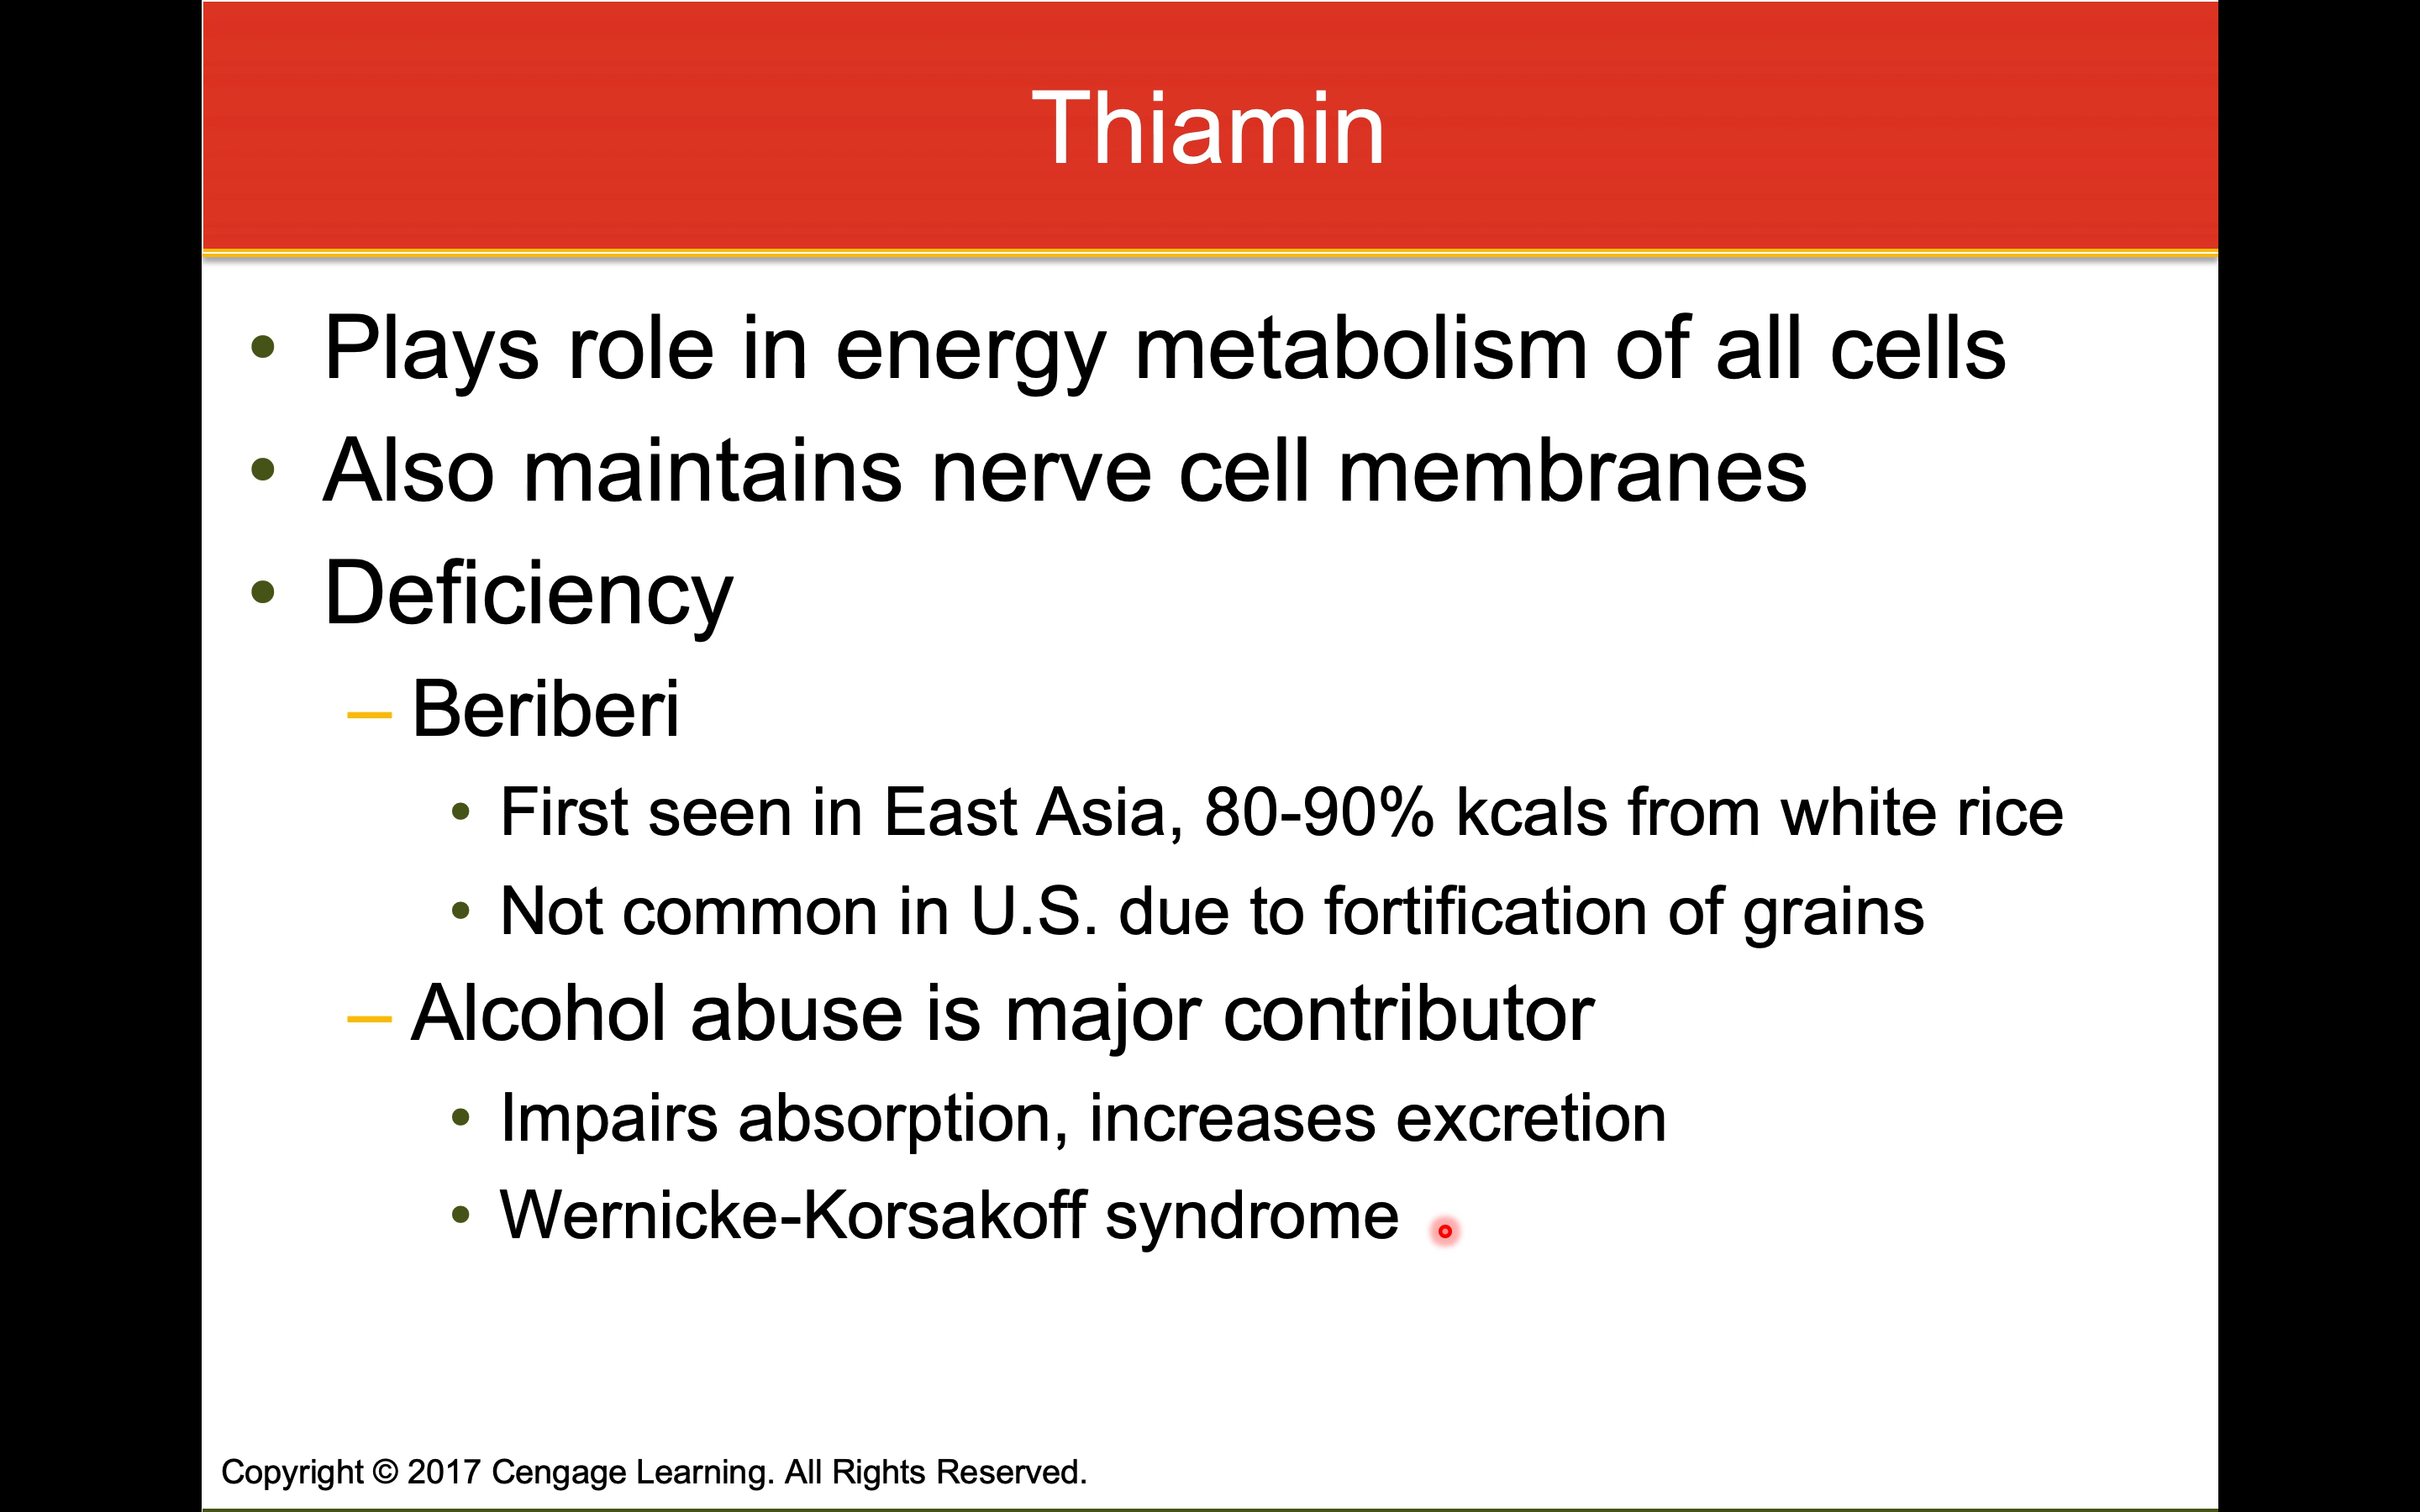 Thiamin
• Plays role in energy metabolism of all cells
• Also maintains nerve cell membranes
• Deficiency
– Beriberi
• First seen in East Asia, 80-90% kcals from white rice
• Not common in U.S. due to fortification of grains
– Alcohol abuse is major contributor
• Impairs absorption, increases excretion
• Wernicke-Korsakoff syndrome
Copyright © 2017 Cengage Learning. All Rights Reserved.